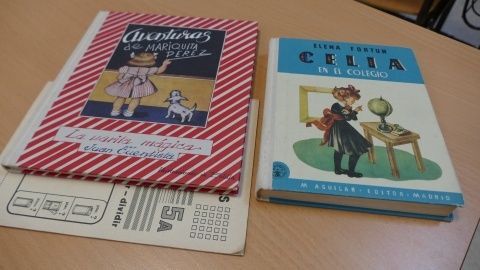 Aventuras
de MARIQUITA
PEREZ
La varita mágica
Juan Cuentista
5A
dividir
ELENA FORTUN
CELIA
EN EL COLEGIO
M. AGUILAR - EDITOR - MADRID